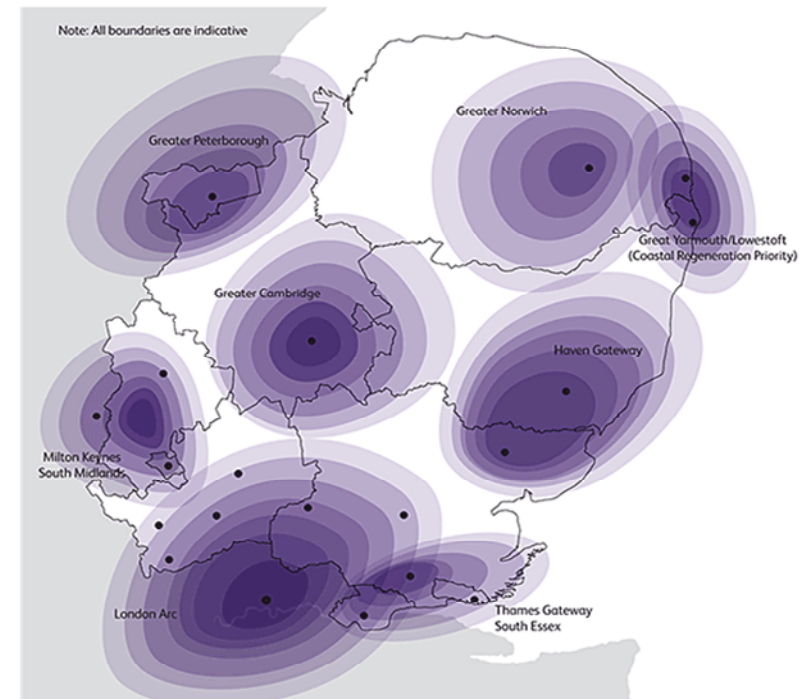 Note: All boundaries are indicative
Greater Norwich
Greater Peterborough
Great Yarmouth/Lowestoft
(Coastal Regeneration Priority)
Greater Cambridge
Haven Gateway
Milton Keynes
South Midlands
London Arc
Thames Gateway
South Essex